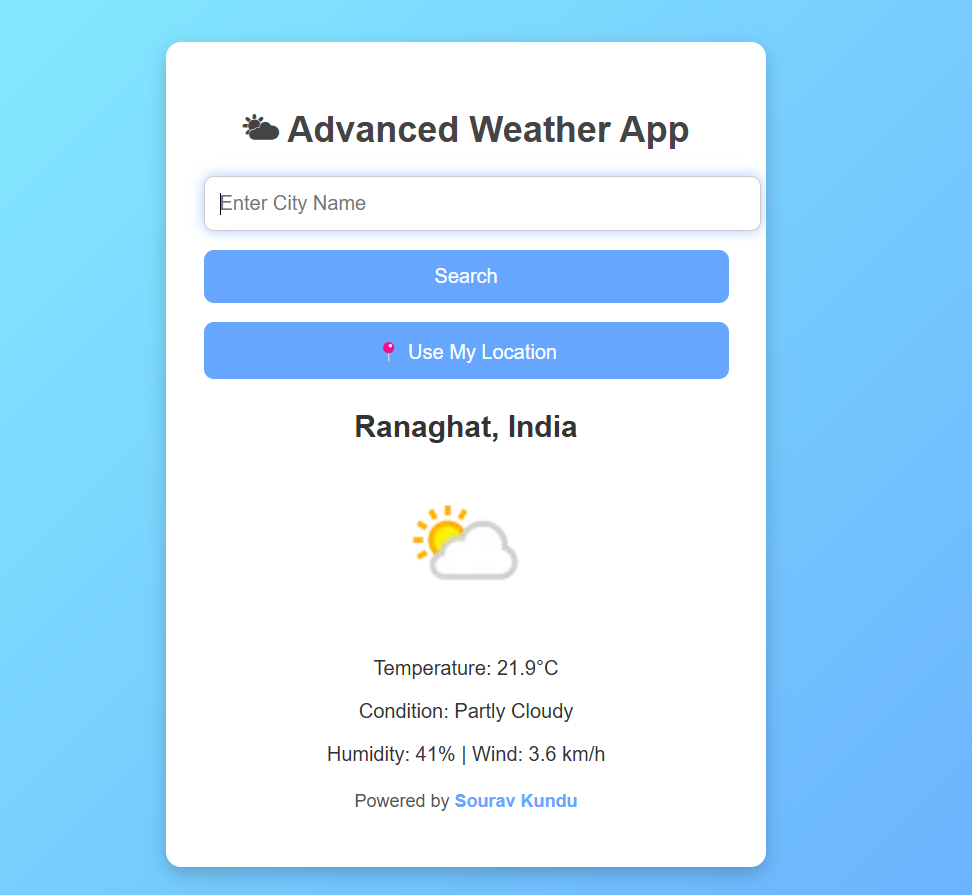 🌥 Advanced Weather App
Enter City Name
Search
📍 Use My Location
Ranaghat, India
Temperature: 21.9°C
Condition: Partly Cloudy
Humidity: 41% | Wind: 3.6 km/h
Powered by Sourav Kundu